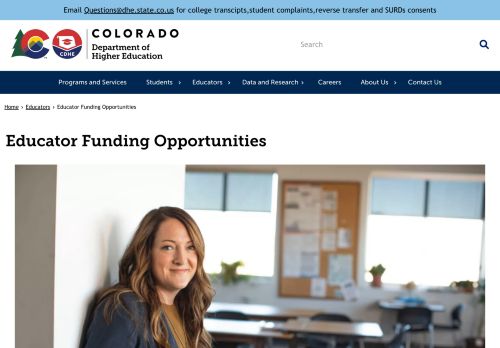 Email Questions@dhe.state.co.us for college transcipts,student complaints,reverse transfer and SURDs consents
COLORADO
Department of
Higher Education
CDHE
Search
Programs and Services Students Educators Data and Research Careers About Us Contact Us
Home › Educators › Educator Funding Opportunities
Educator Funding Opportunities